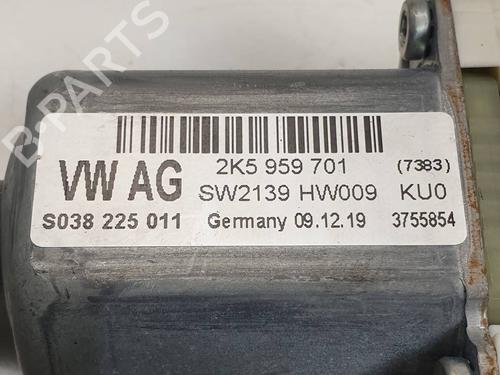 B-PARTS
VW AG 2K5 959 701 (7383)
SW2139 HW009 KU0
S038 225 011 Germany 09.12.19 3755854